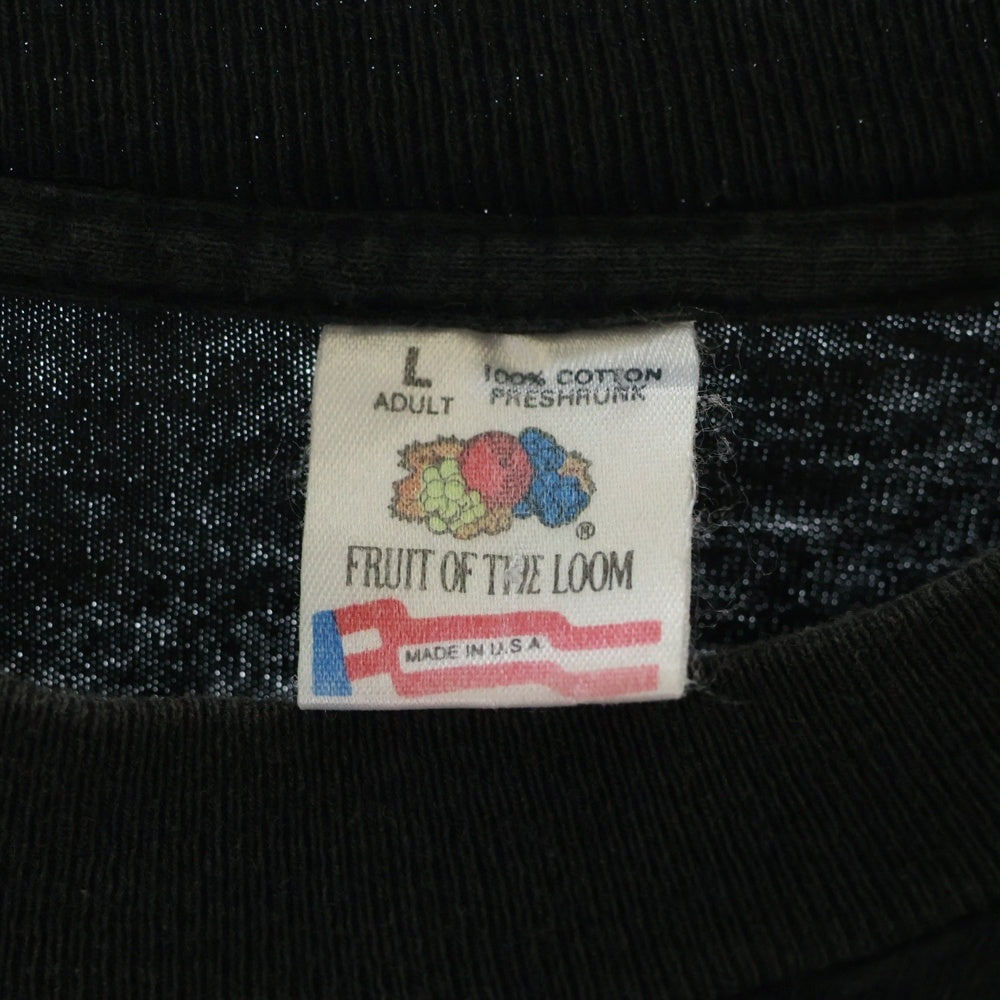 L
ADULT
100% COTTON
PRESHRUNK
®
FRUIT OF THE LOOM
MADE IN U.S.A.